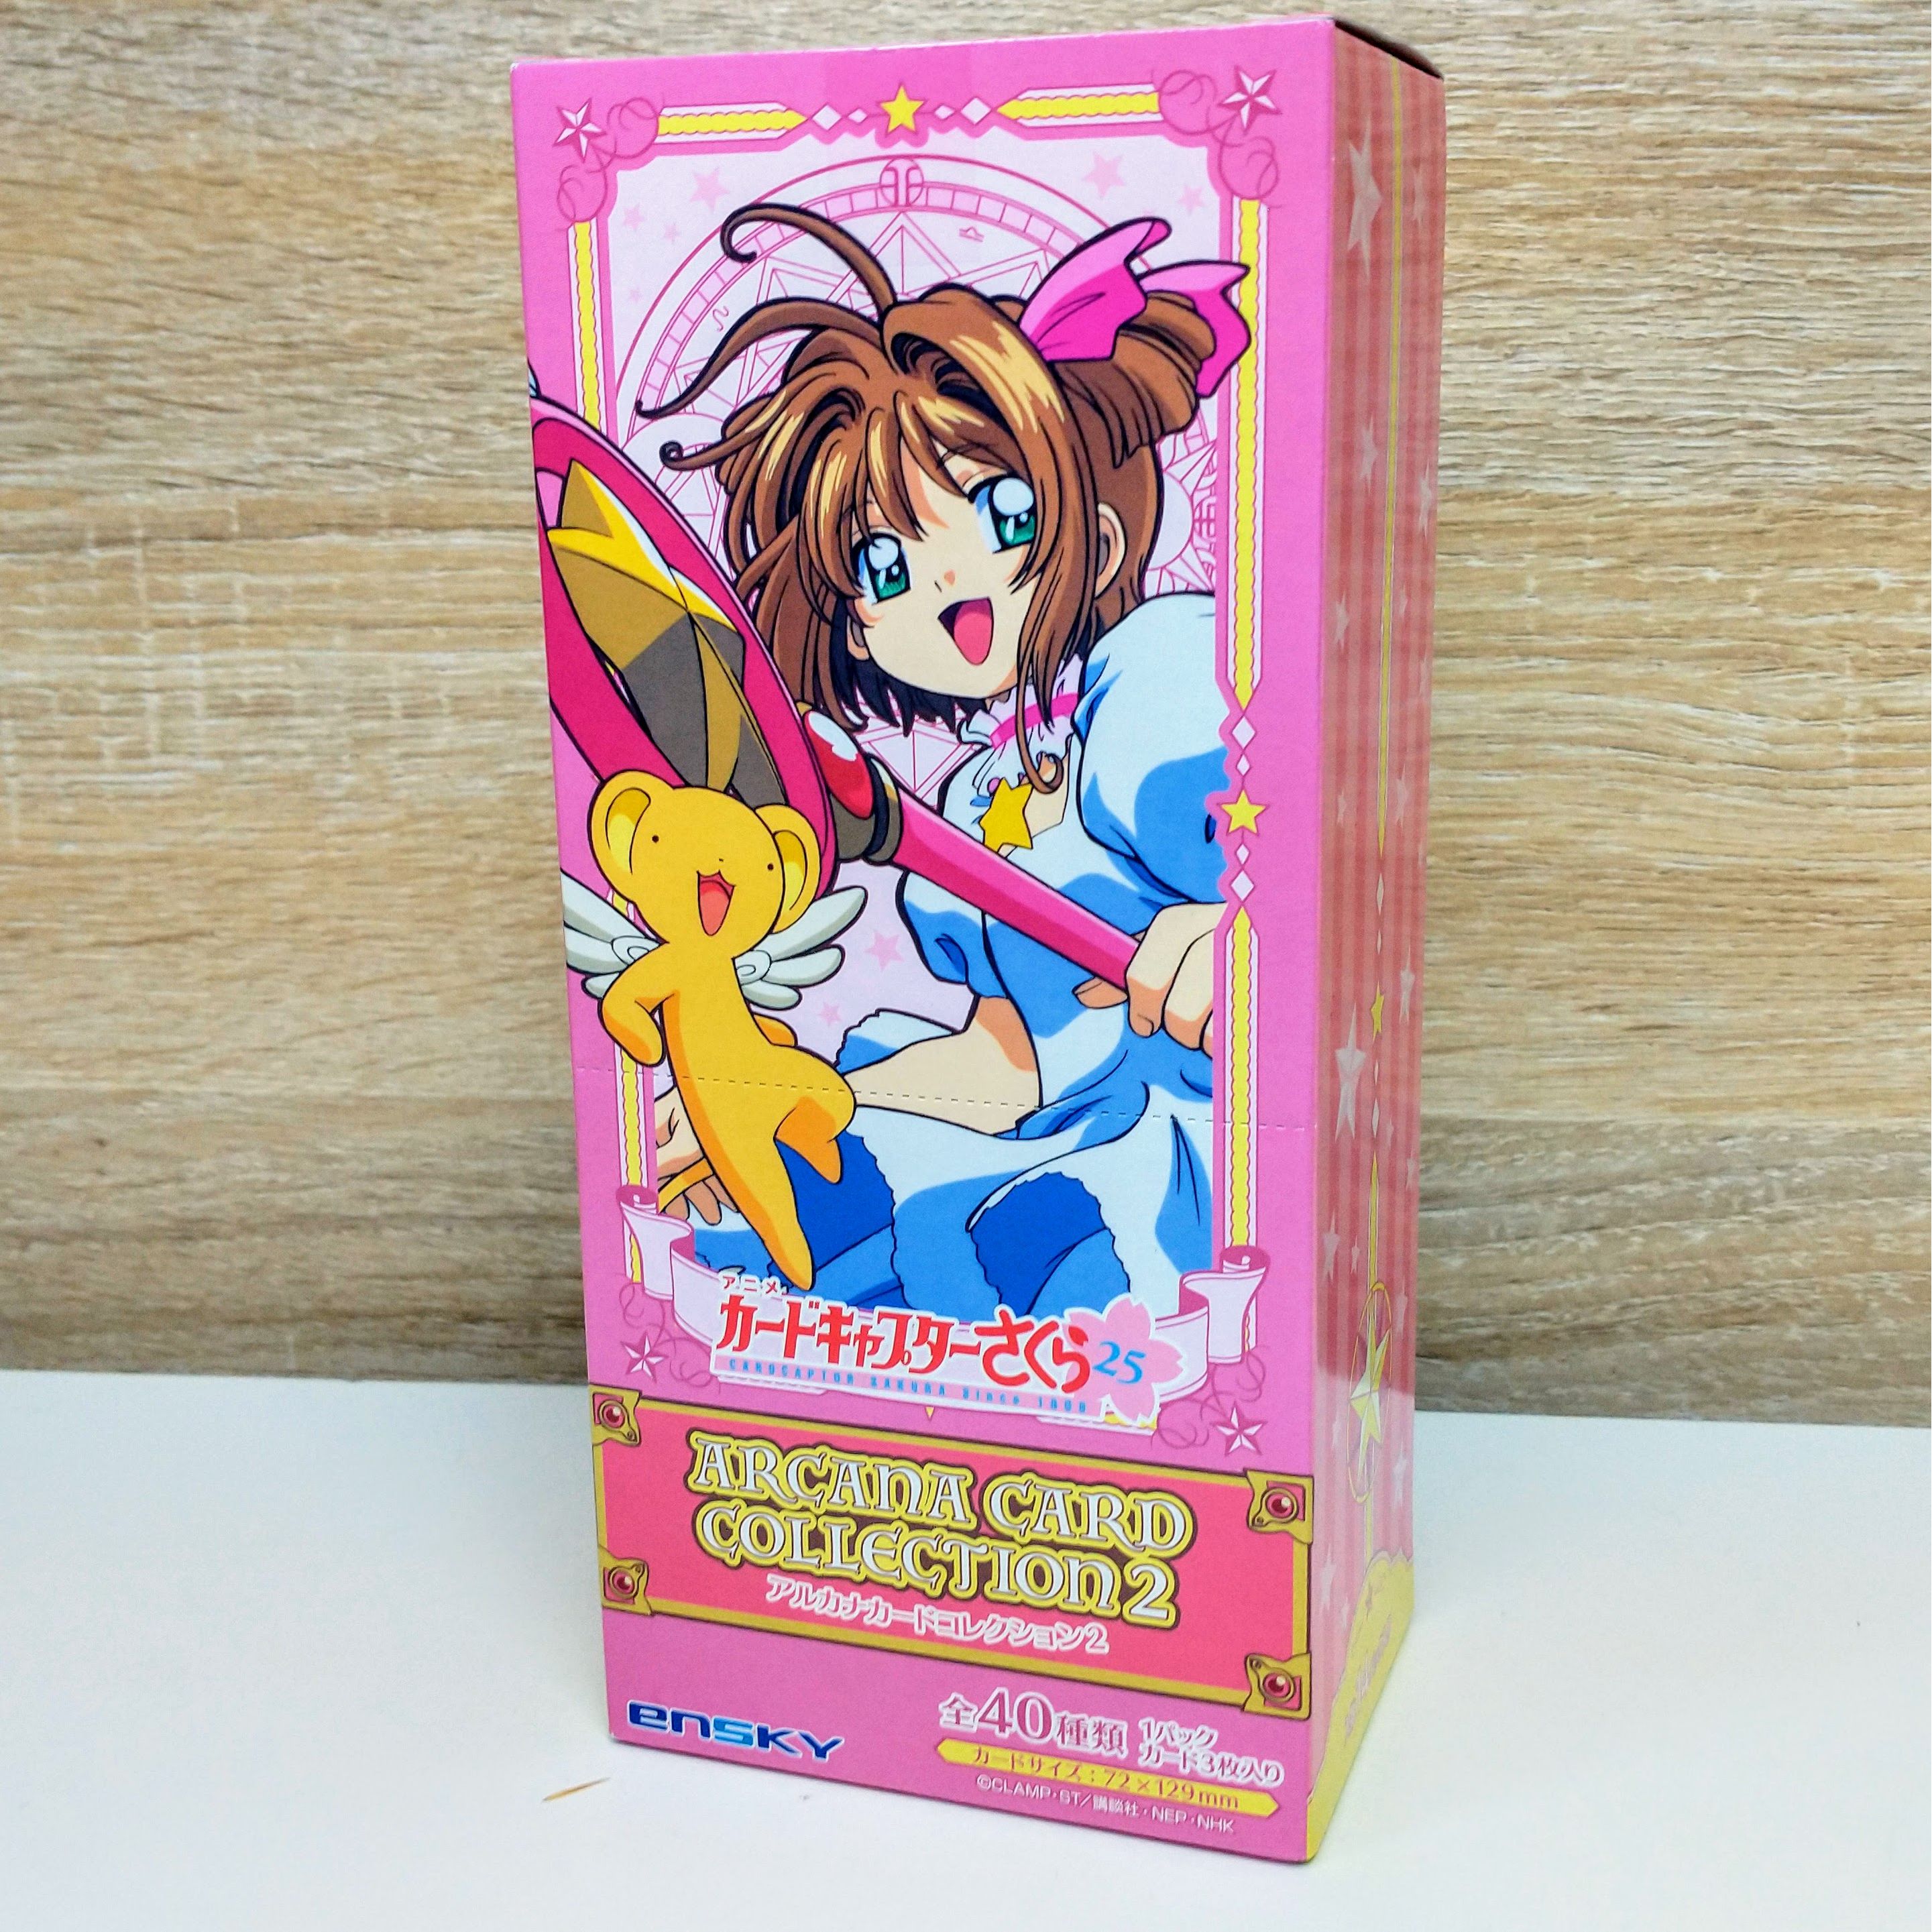 アニメ
カードキャプターさくら25
CARDCAPTOR SAKURA Since 1998
ARCANA CARD
COLLECTION 2
アルカナカードコレクション2
ensky
全40種類
1パック
カード3枚入り
カードサイズ:72×129mm
©CLAMP・ST/講談社・NEP・NHK